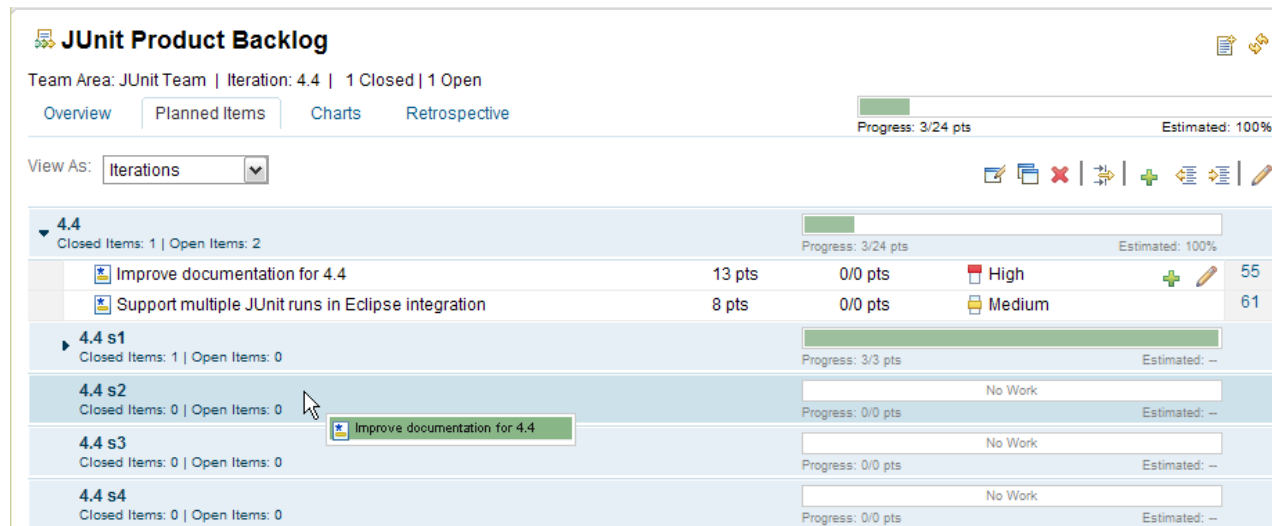 JUnit Product Backlog
Team Area: JUnit Team | Iteration: 4.4 | 1 Closed | 1 Open
Overview Planned Items Charts Retrospective
Progress: 3/24 pts Estimated: 100%
View As: Iterations
4.4
Closed Items: 1 | Open Items: 2
Progress: 3/24 pts Estimated: 100%
Improve documentation for 4.4 13 pts 0/0 pts High 55
Support multiple JUnit runs in Eclipse integration 8 pts 0/0 pts Medium 61
4.4 s1
Closed Items: 1 | Open Items: 0
Progress: 3/3 pts Estimated: --
4.4 s2
No Work
Closed Items: 0 | Open Items: 0
Progress: 0/0 pts Estimated: --
Improve documentation for 4.4
4.4 s3
No Work
Closed Items: 0 | Open Items: 0
Progress: 0/0 pts Estimated: --
4.4 s4
No Work
Closed Items: 0 | Open Items: 0
Progress: 0/0 pts Estimated: --